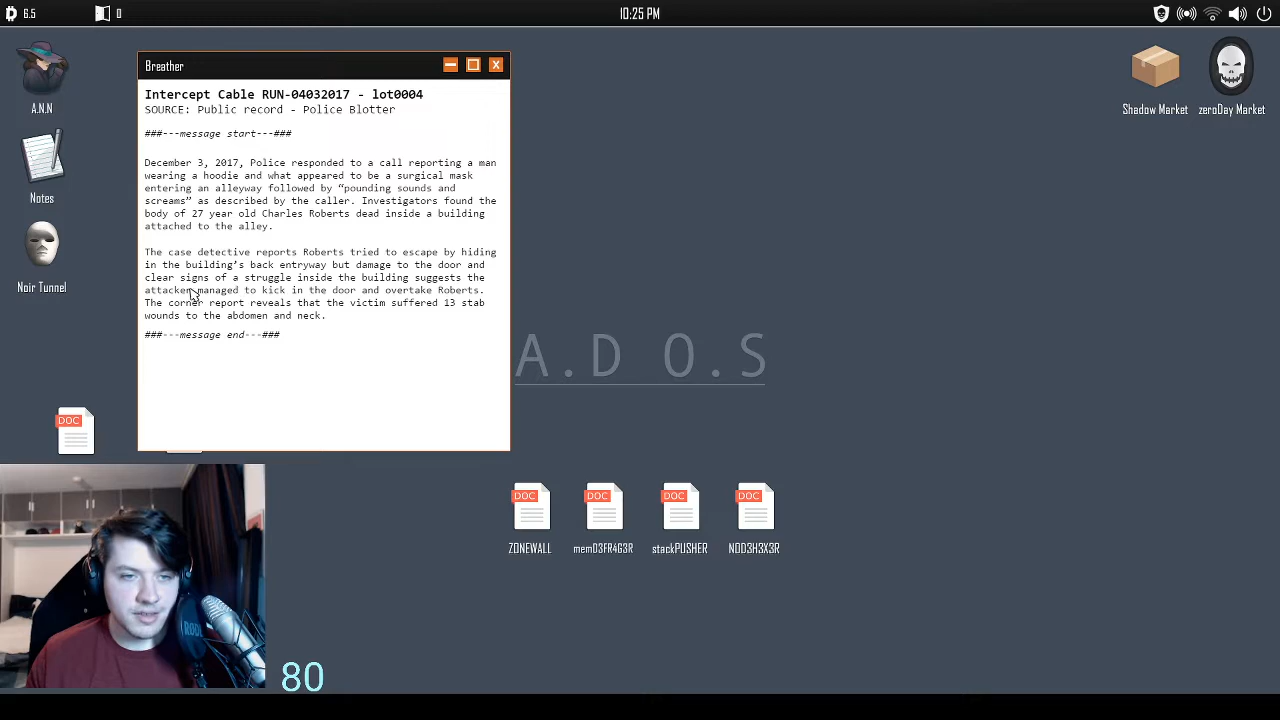 6.5
0
10:25 PM
A.N.N
Notes
Noir Tunnel
Shadow Market
zeroDay Market
Breather
Intercept Cable RUN-04032017 - lot0004
SOURCE: Public record - Police Blotter
###---message start---###
December 3, 2017, Police responded to a call reporting a man
wearing a hoodie and what appeared to be a surgical mask
entering an alleyway followed by “pounding sounds and
screams” as described by the caller. Investigators found the
body of 27 year old Charles Roberts dead inside a building
attached to the alley.
The case detective reports Roberts tried to escape by hiding
in the building’s back entryway but damage to the door and
clear signs of a struggle inside the building suggests the
attacker managed to kick in the door and overtake Roberts.
The corner report reveals that the victim suffered 13 stab
wounds to the abdomen and neck.
###---message end---###
A.D O.S
DOC
DOC
DOC
DOC
DOC
ZONEWALL
memD3FR4G3R
stackPUSHER
NOD3H3X3R
RØDE
80